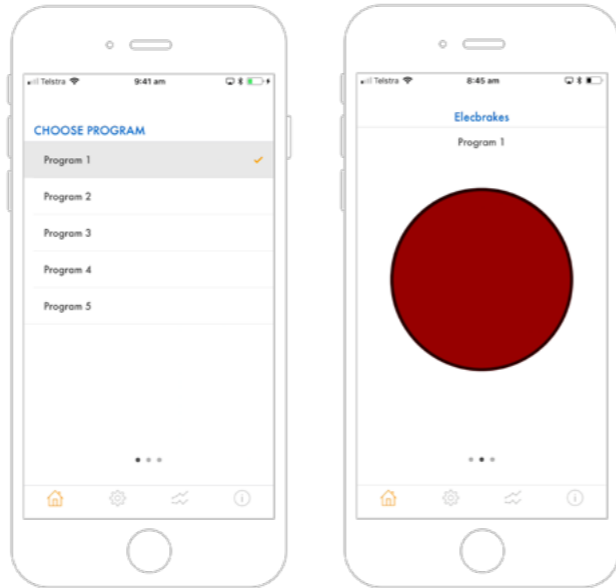 Telstra 9:41 am
CHOOSE PROGRAM
Program 1
Program 2
Program 3
Program 4
Program 5
Telstra 8:45 am
Elecbrakes
Program 1